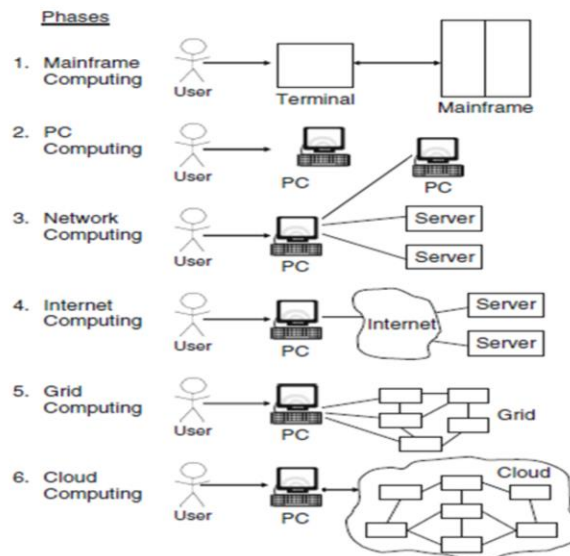 Phases
1. Mainframe
Computing
User
Terminal
Mainframe
2. PC
Computing
User
PC
PC
3. Network
Computing
User
PC
Server
Server
4. Internet
Computing
User
PC
Internet
Server
Server
5. Grid
Computing
User
PC
Grid
6. Cloud
Computing
User
PC
Cloud